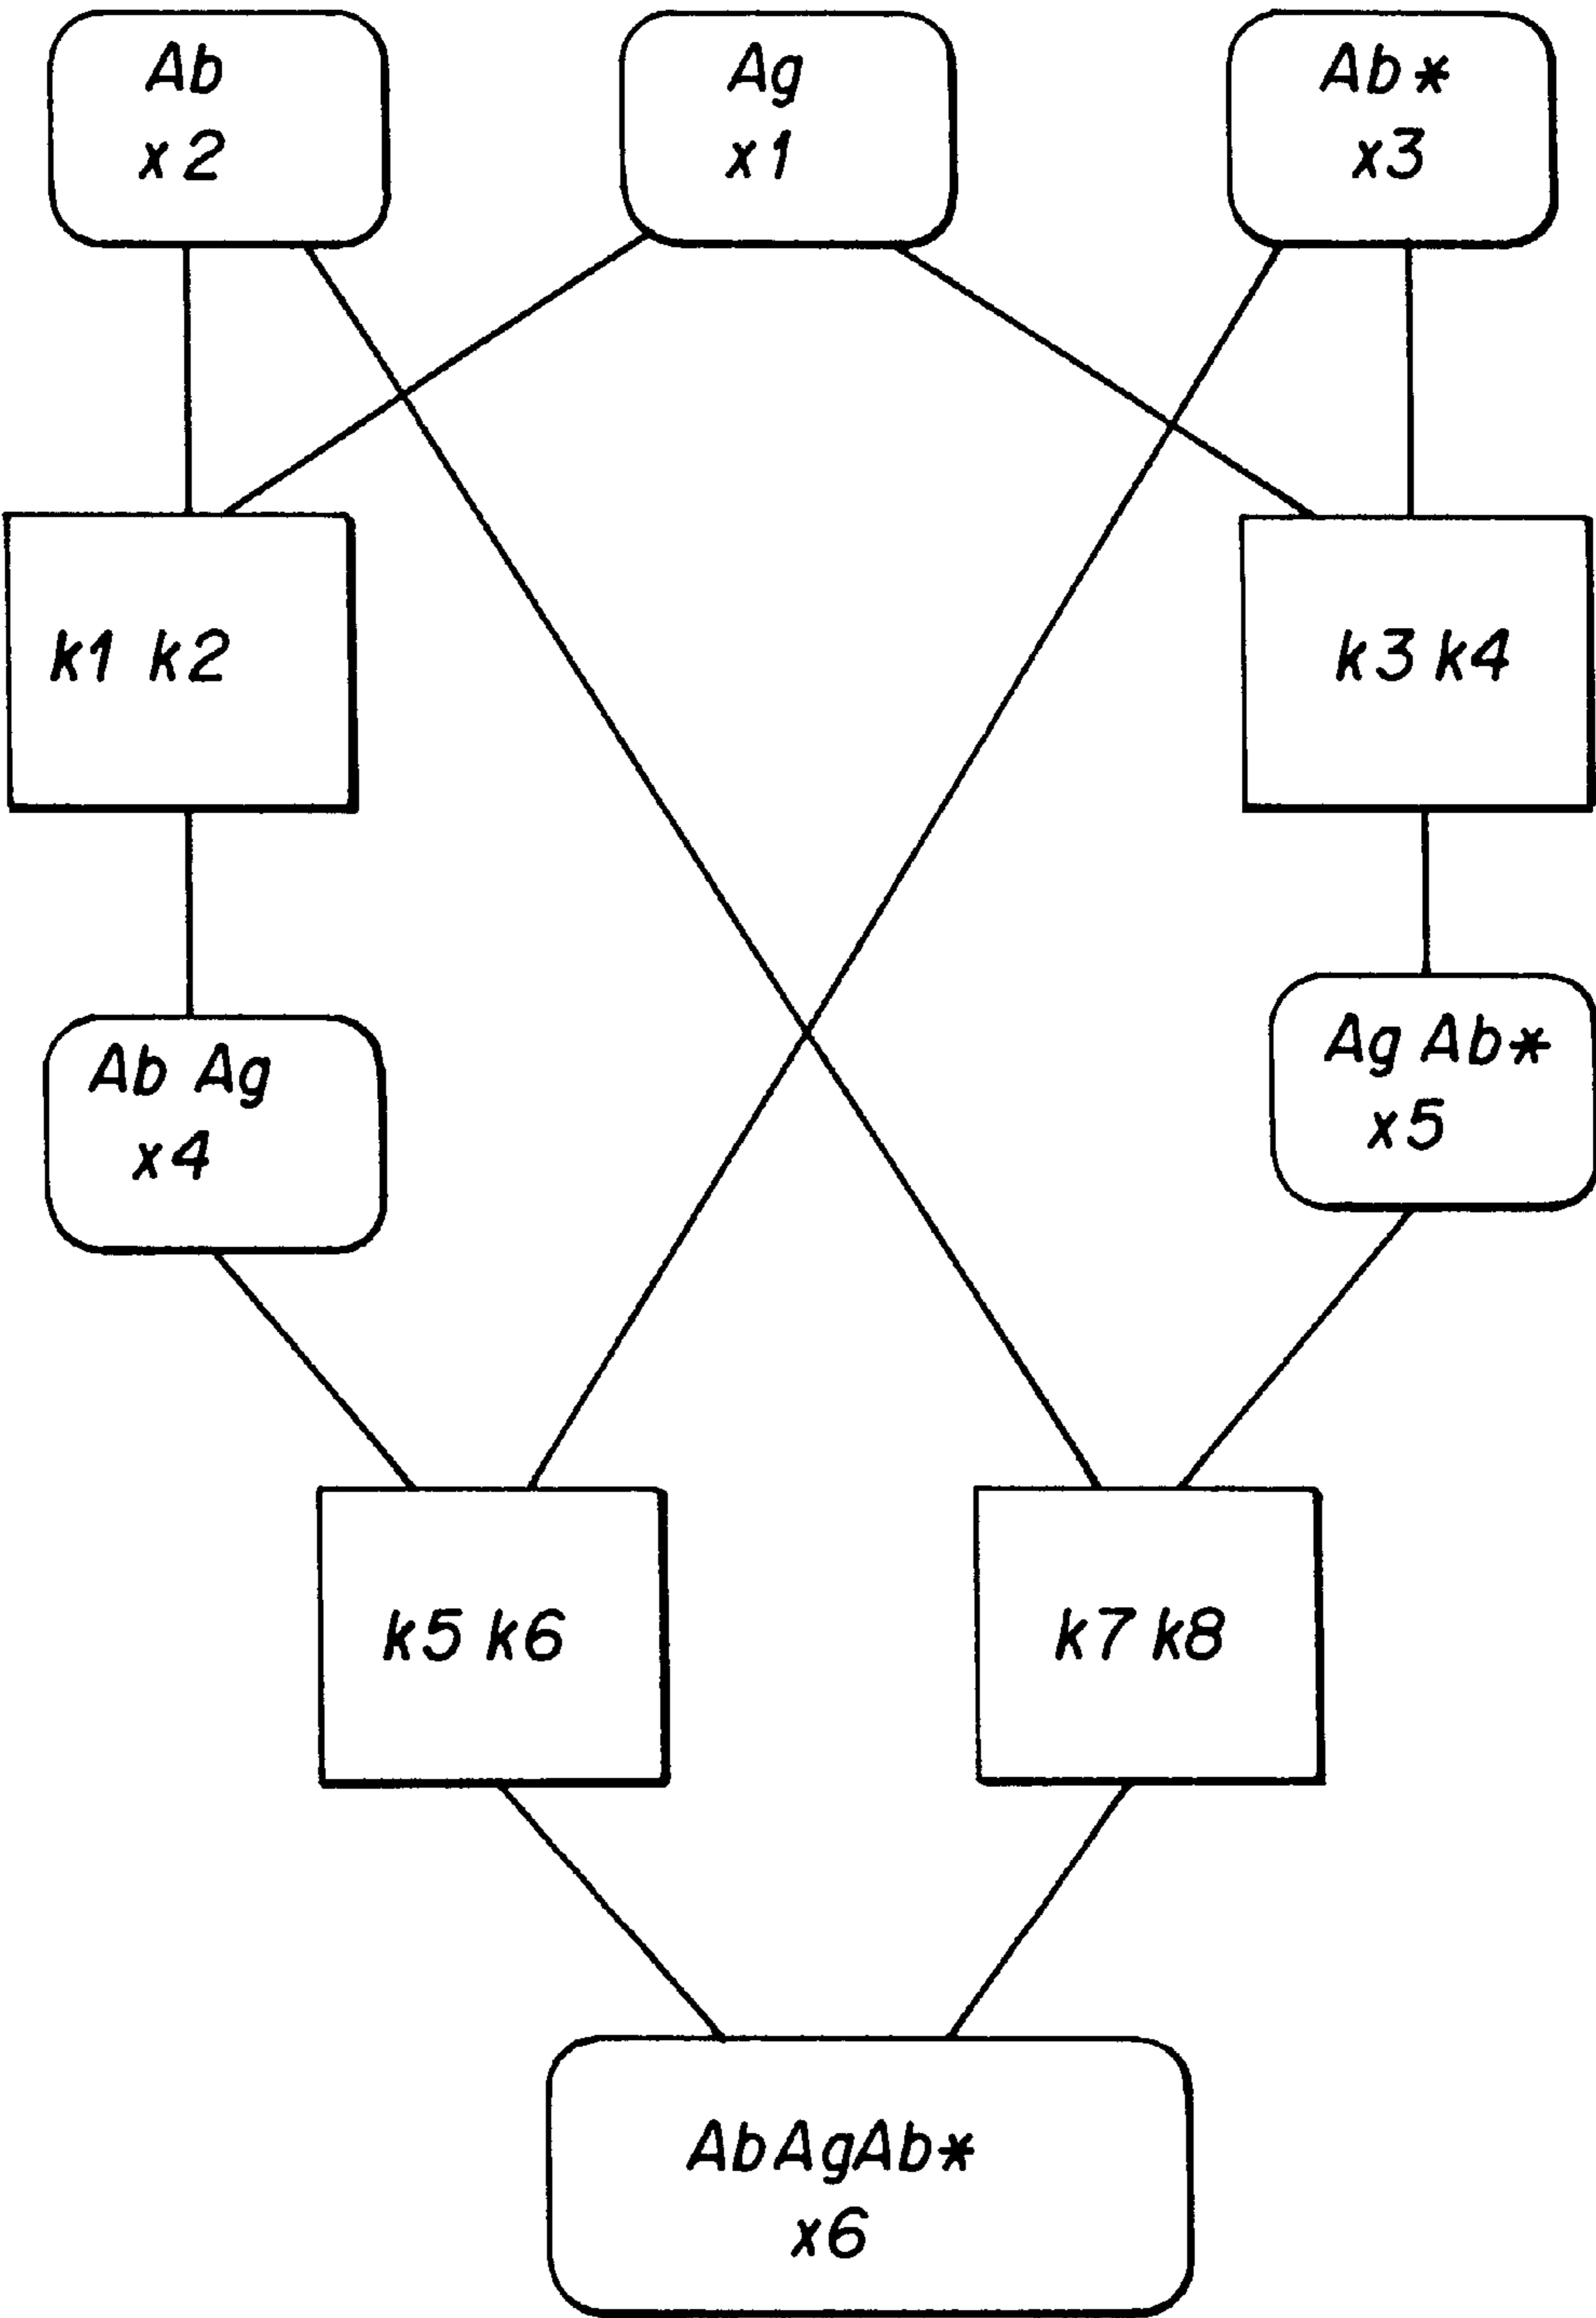 Ab
x2
Ag
x1
Ab*
x3
k1 k2
k3 k4
Ab Ag
x4
Ag Ab*
x5
k5 k6
k7 k8
AbAgAb*
x6